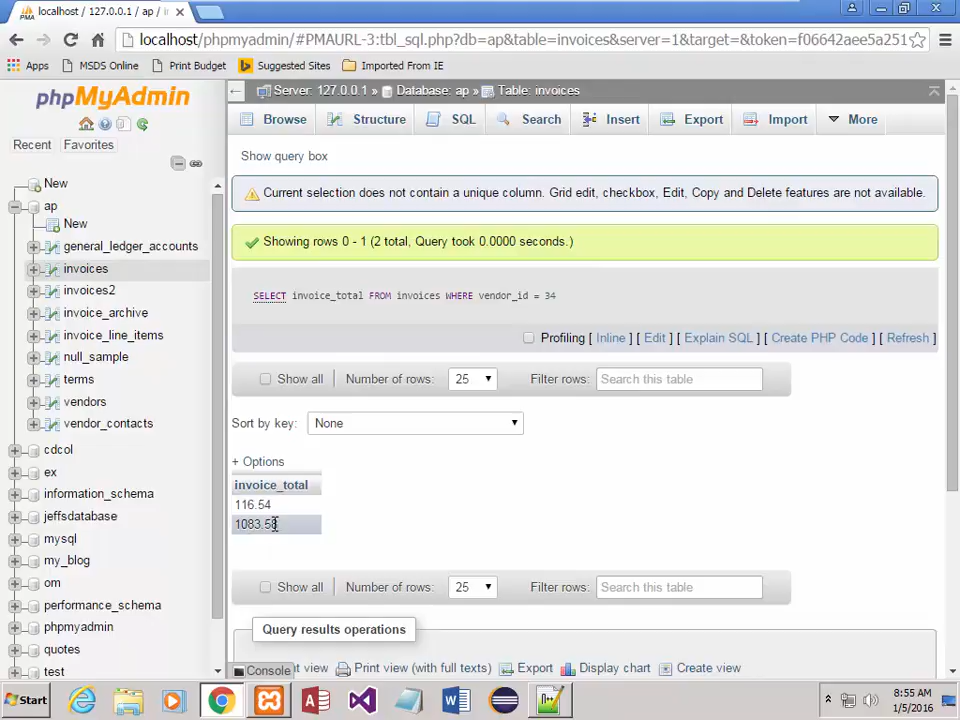 localhost / 127.0.0.1 / ap / i
localhost/phpmyadmin/#PMAURL-3:tbl_sql.php?db=ap&table=invoices&server=1&target=&token=f06642aee5a251
Apps MSDS Online Print Budget Suggested Sites Imported From IE
phpMyAdmin
Recent Favorites
New
ap
New
general_ledger_accounts
invoices
invoices2
invoice_archive
invoice_line_items
null_sample
terms
vendors
vendor_contacts
cdcol
ex
information_schema
jeffsdatabase
mysql
my_blog
om
performance_schema
phpmyadmin
quotes
test
Server: 127.0.0.1 » Database: ap » Table: invoices
Browse Structure SQL Search Insert Export Import More
Show query box
Current selection does not contain a unique column. Grid edit, checkbox, Edit, Copy and Delete features are not available.
Showing rows 0 - 1 (2 total, Query took 0.0000 seconds.)
SELECT invoice_total FROM invoices WHERE vendor_id = 34
Profiling [ Inline ] [ Edit ] [ Explain SQL ] [ Create PHP Code ] [ Refresh ]
Show all Number of rows: 25 Filter rows: Search this table
Sort by key: None
+ Options
invoice_total
116.54
1083.58
Show all Number of rows: 25 Filter rows: Search this table
Query results operations
Console nt view Print view (with full texts) Export Display chart Create view
Start 8:55 AM
1/5/2016